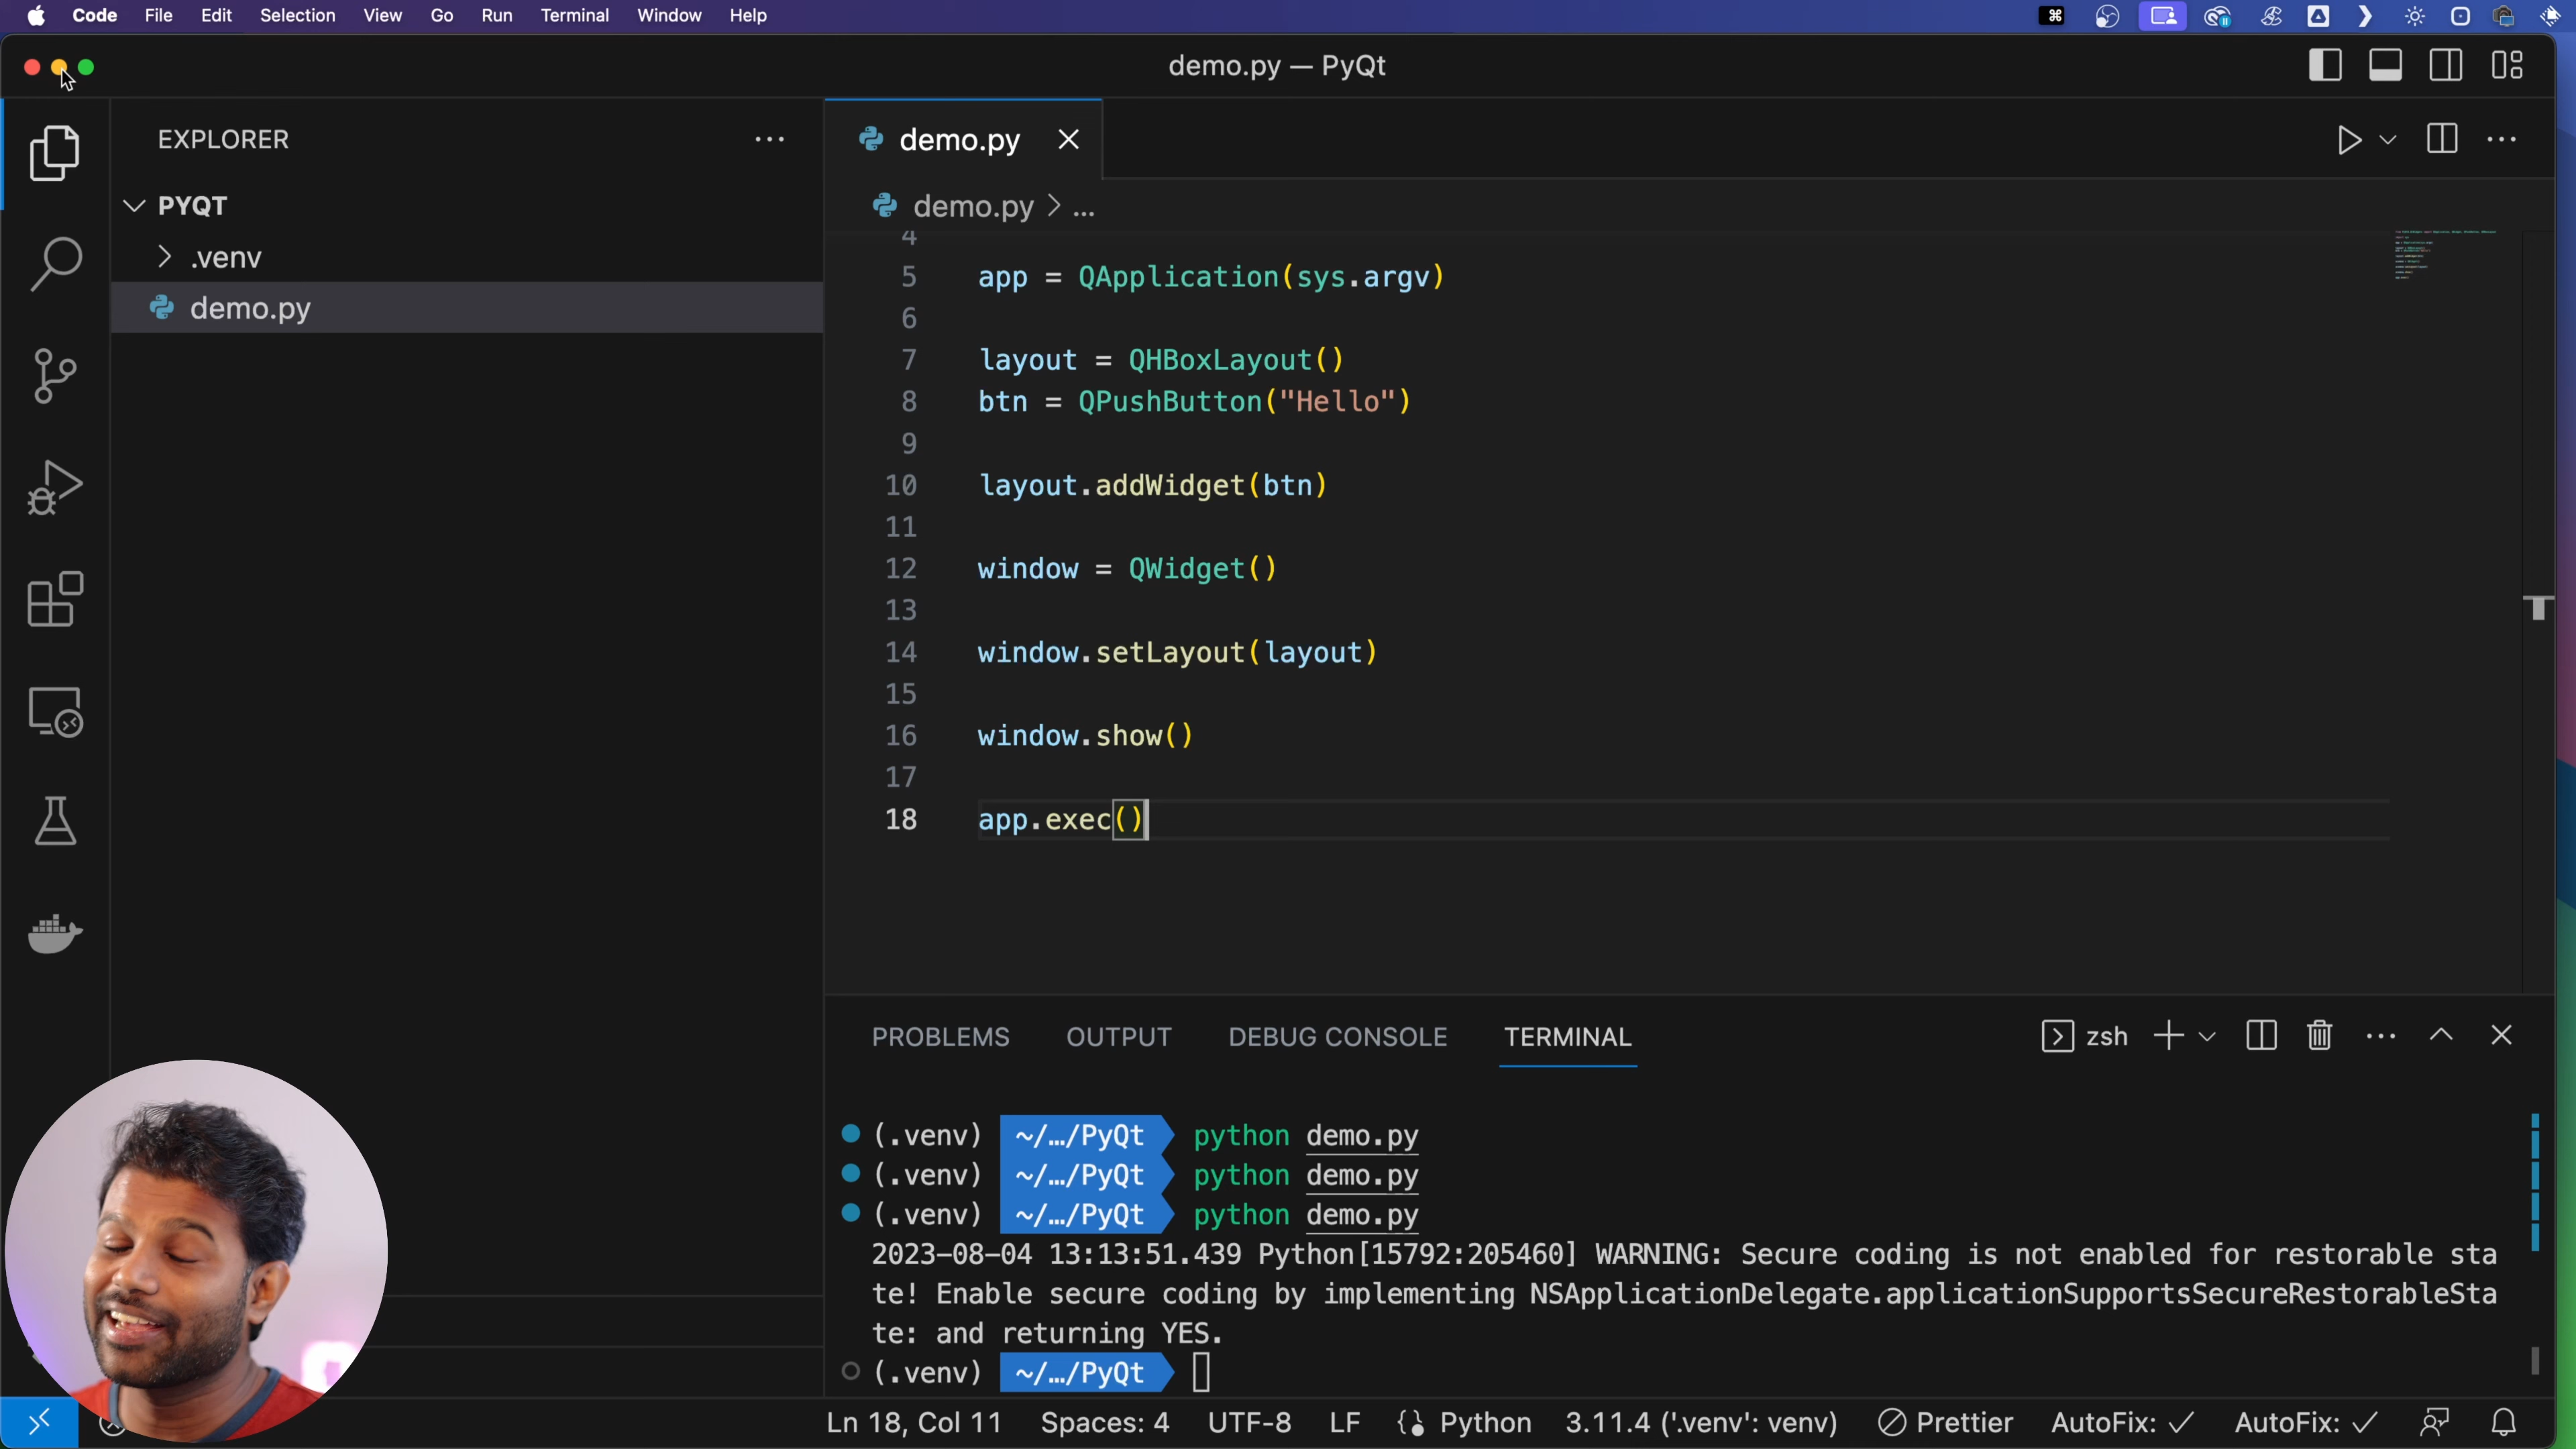 Code File Edit Selection View Go Run Terminal Window Help
demo.py — PyQt
EXPLORER
PYQT
.venv
demo.py
demo.py
demo.py > ...
4
5 app = QApplication(sys.argv)
6
7 layout = QHBoxLayout()
8 btn = QPushButton("Hello")
9
10 layout.addWidget(btn)
11
12 window = QWidget()
13
14 window.setLayout(layout)
15
16 window.show()
17
18 app.exec()
PROBLEMS OUTPUT DEBUG CONSOLE TERMINAL zsh
(.venv) ~/…/PyQt python demo.py
(.venv) ~/…/PyQt python demo.py
(.venv) ~/…/PyQt python demo.py
2023-08-04 13:13:51.439 Python[15792:205460] WARNING: Secure coding is not enabled for restorable sta
te! Enable secure coding by implementing NSApplicationDelegate.applicationSupportsSecureRestorableSta
te: and returning YES.
(.venv) ~/…/PyQt
Ln 18, Col 11 Spaces: 4 UTF-8 LF Python 3.11.4 ('.venv': venv) Prettier AutoFix: ✓ AutoFix: ✓